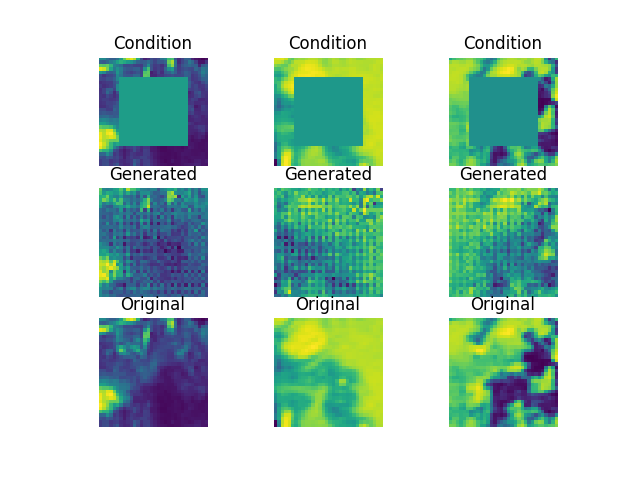 Condition Condition Condition
Generated Generated Generated
Original Original Original